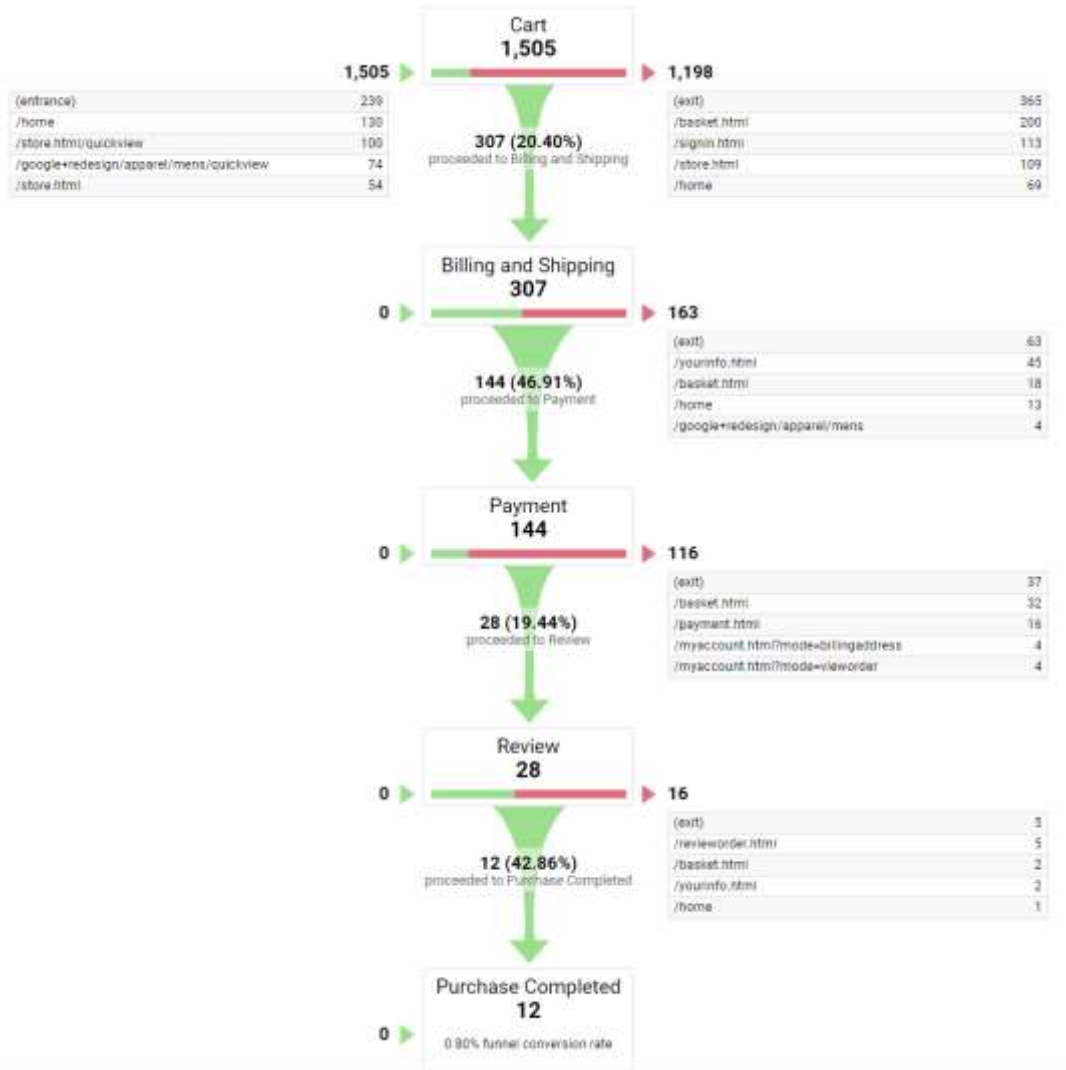 Cart
1,505
1,505
1,198
(entrance) 239
/home 130
/store.html/quickview 100
/google+redesign/apparel/mens/quickview 74
/store.html 54
(exit) 365
/basket.html 200
/signin.html 113
/store.html 109
/home 69
307 (20.40%)
proceeded to Billing and Shipping
Billing and Shipping
307
0
163
(exit) 63
/yourinfo.html 45
/basket.html 18
/home 13
/google+redesign/apparel/mens 4
144 (46.91%)
proceeded to Payment
Payment
144
0
116
(exit) 37
/basket.html 32
/payment.html 16
/myaccount.html?mode=billingaddress 4
/myaccount.html?mode=vieworder 4
28 (19.44%)
proceeded to Review
Review
28
0
16
(exit) 5
/revieworder.html 5
/basket.html 2
/yourinfo.html 2
/home 1
12 (42.86%)
proceeded to Purchase Completed
Purchase Completed
12
0
0.80% funnel conversion rate